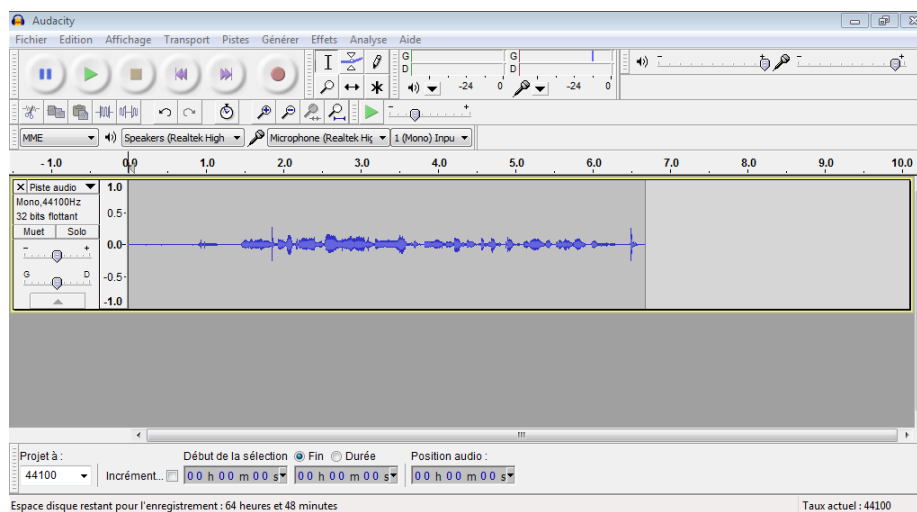 Audacity
Fichier Edition Affichage Transport Pistes Générer Effets Analyse Aide
G G
D D
-24 0 -24 0
MME Speakers (Realtek High Microphone (Realtek Hig 1 (Mono) Inpu
- 1.0 0.0 1.0 2.0 3.0 4.0 5.0 6.0 7.0 8.0 9.0 10.0
Piste audio 1.0
Mono,44100Hz
32 bits flottant 0.5
Muet Solo
- + 0.0
G D -0.5
-1.0
Projet à : Début de la sélection Fin Durée Position audio :
44100 Incrément... 00 h 00 m 00 s 00 h 00 m 00 s 00 h 00 m 00 s
Espace disque restant pour l'enregistrement : 64 heures et 48 minutes Taux actuel : 44100